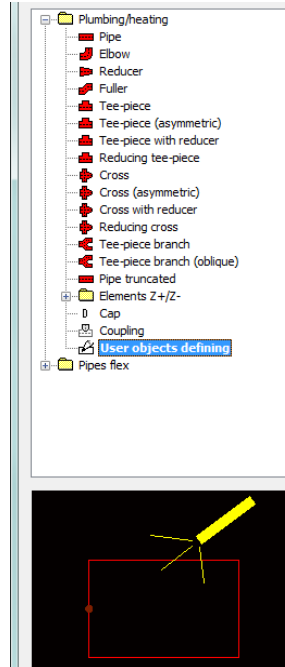 Plumbing/heating
Pipe
Elbow
Reducer
Fuller
Tee-piece
Tee-piece (asymmetric)
Tee-piece with reducer
Reducing tee-piece
Cross
Cross (asymmetric)
Cross with reducer
Reducing cross
Tee-piece branch
Tee-piece branch (oblique)
Pipe truncated
Elements Z+/Z-
Cap
Coupling
User objects defining
Pipes flex